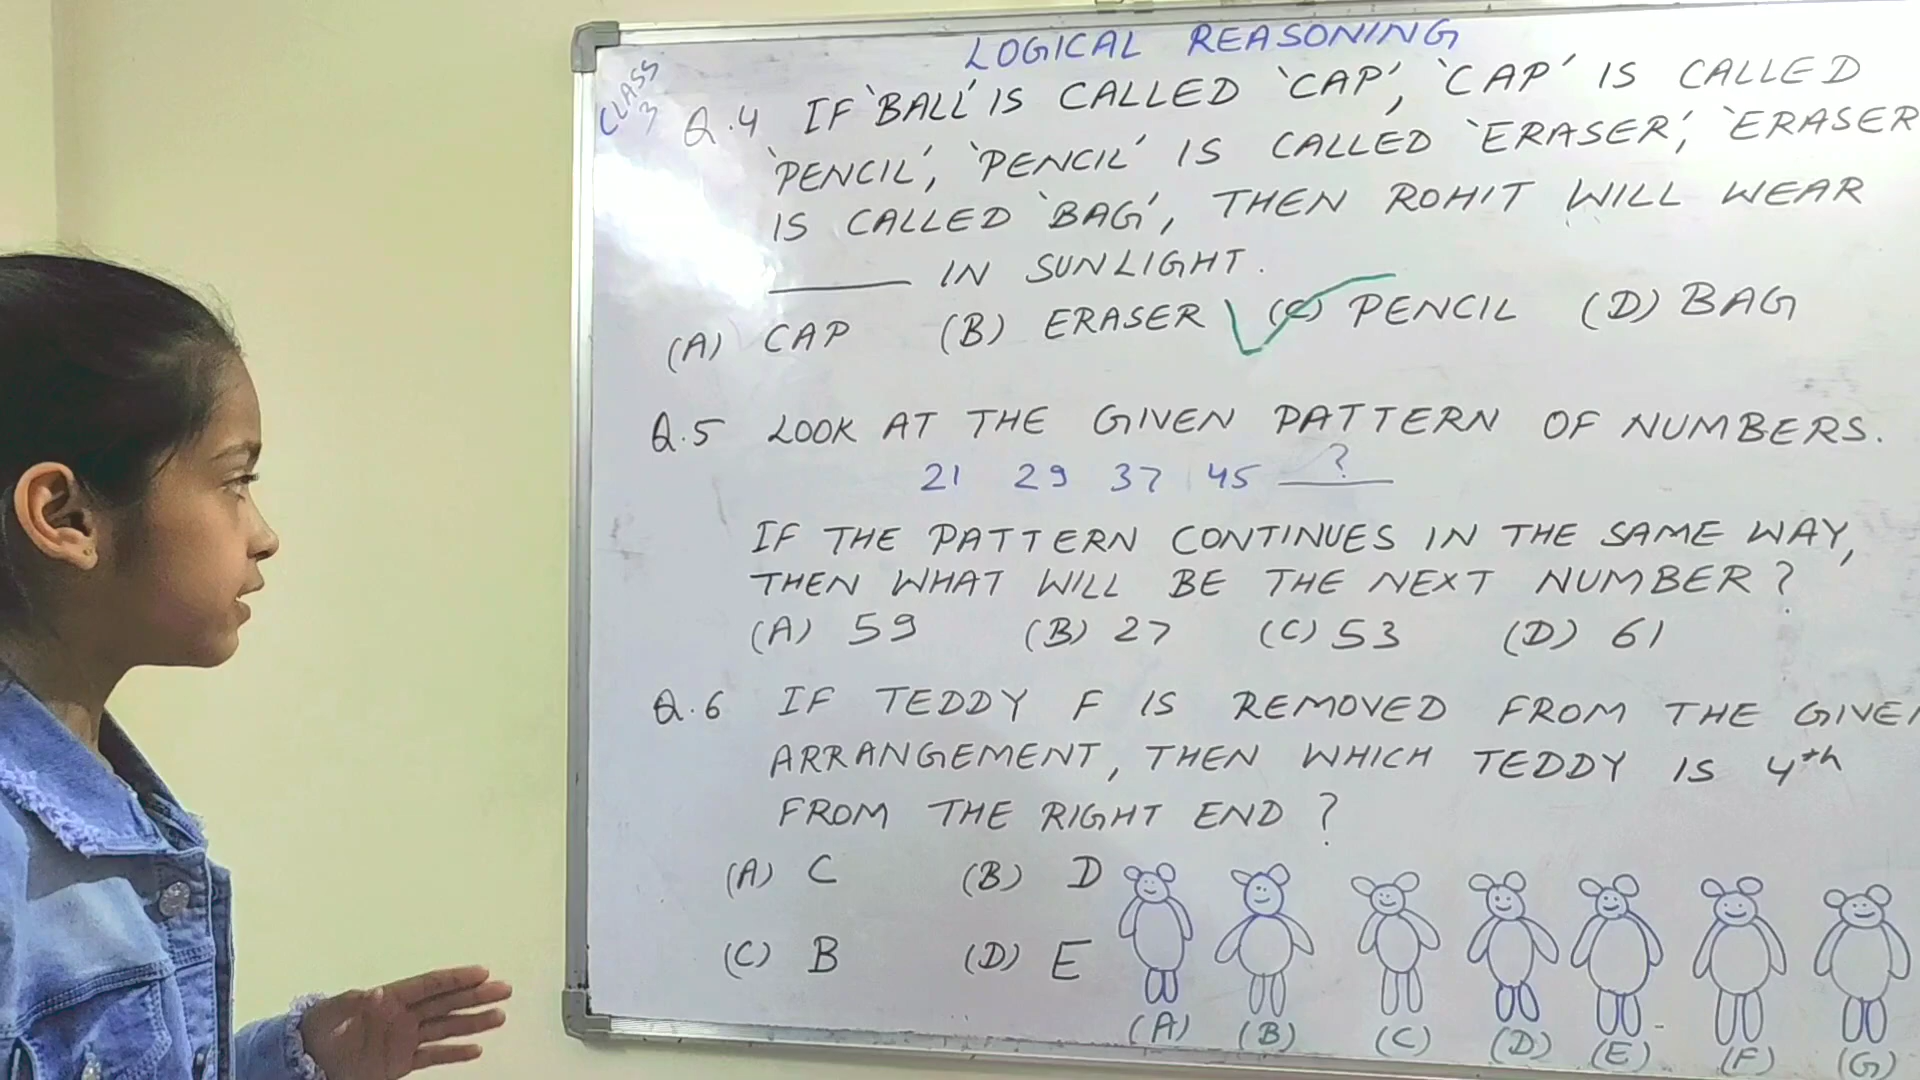 LOGICAL REASONING
CLASS
3
Q.4 IF 'BALL' IS CALLED 'CAP', 'CAP' IS CALLED
'PENCIL', 'PENCIL' IS CALLED 'ERASER', 'ERASER
IS CALLED 'BAG', THEN ROHIT WILL WEAR
______ IN SUNLIGHT.
(A) CAP (B) ERASER (C) PENCIL (D) BAG
Q.5 LOOK AT THE GIVEN PATTERN OF NUMBERS.
21 29 37 45 __?__
IF THE PATTERN CONTINUES IN THE SAME WAY,
THEN WHAT WILL BE THE NEXT NUMBER?
(A) 59 (B) 27 (C) 53 (D) 61
Q.6 IF TEDDY F IS REMOVED FROM THE GIVEN
ARRANGEMENT, THEN WHICH TEDDY IS 4th
FROM THE RIGHT END?
(A) C (B) D
(C) B (D) E
(A) (B) (C) (D) (E) (F) (G)